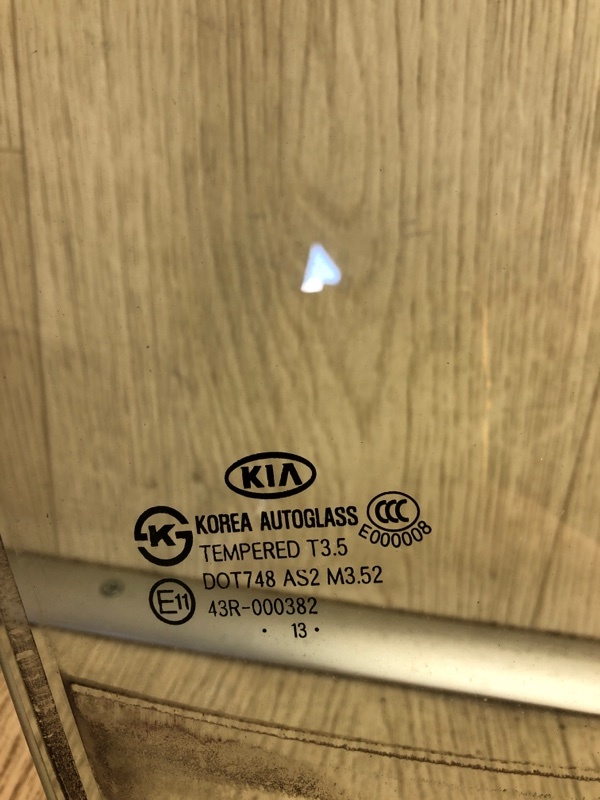 KIA
K KOREA AUTOGLASS CCC
E000008
TEMPERED T3.5
DOT748 AS2 M3.52
E11 43R-000382
· 13 ·